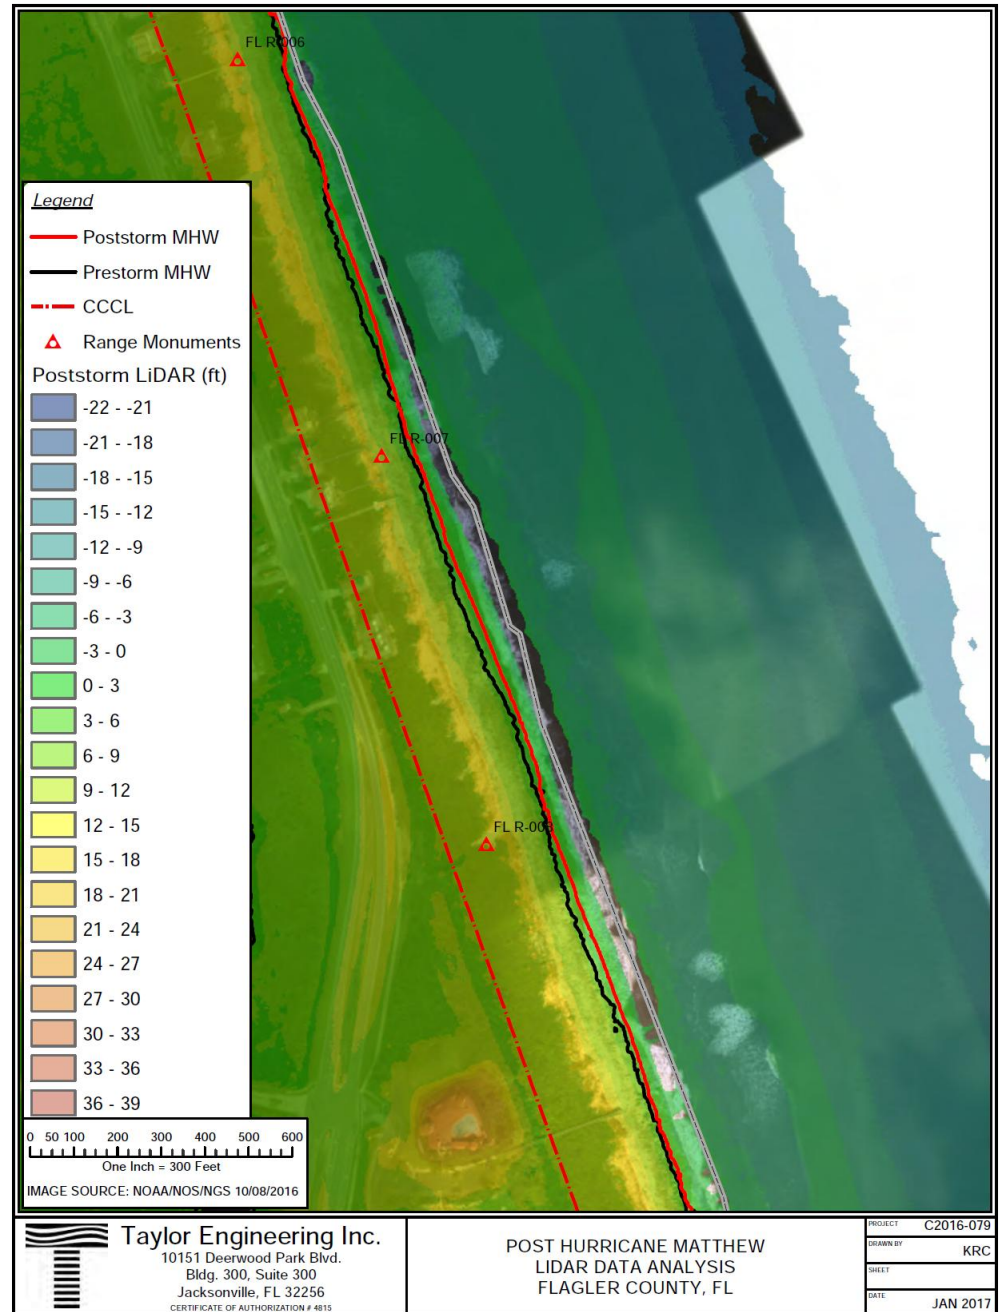 FL R-006
Legend
Poststorm MHW
Prestorm MHW
CCCL
Range Monuments
Poststorm LiDAR (ft)
-22 - -21
-21 - -18
-18 - -15
-15 - -12
-12 - -9
-9 - -6
-6 - -3
-3 - 0
0 - 3
3 - 6
6 - 9
9 - 12
12 - 15
15 - 18
18 - 21
21 - 24
24 - 27
27 - 30
30 - 33
33 - 36
36 - 39
FL R-007
FL R-008
0 50 100 200 300 400 500 600
One Inch = 300 Feet
IMAGE SOURCE: NOAA/NOS/NGS 10/08/2016
Taylor Engineering Inc.
10151 Deerwood Park Blvd.
Bldg. 300, Suite 300
Jacksonville, FL 32256
CERTIFICATE OF AUTHORIZATION # 4815
POST HURRICANE MATTHEW
LIDAR DATA ANALYSIS
FLAGLER COUNTY, FL
PROJECT C2016-079
DRAWN BY KRC
SHEET
DATE JAN 2017